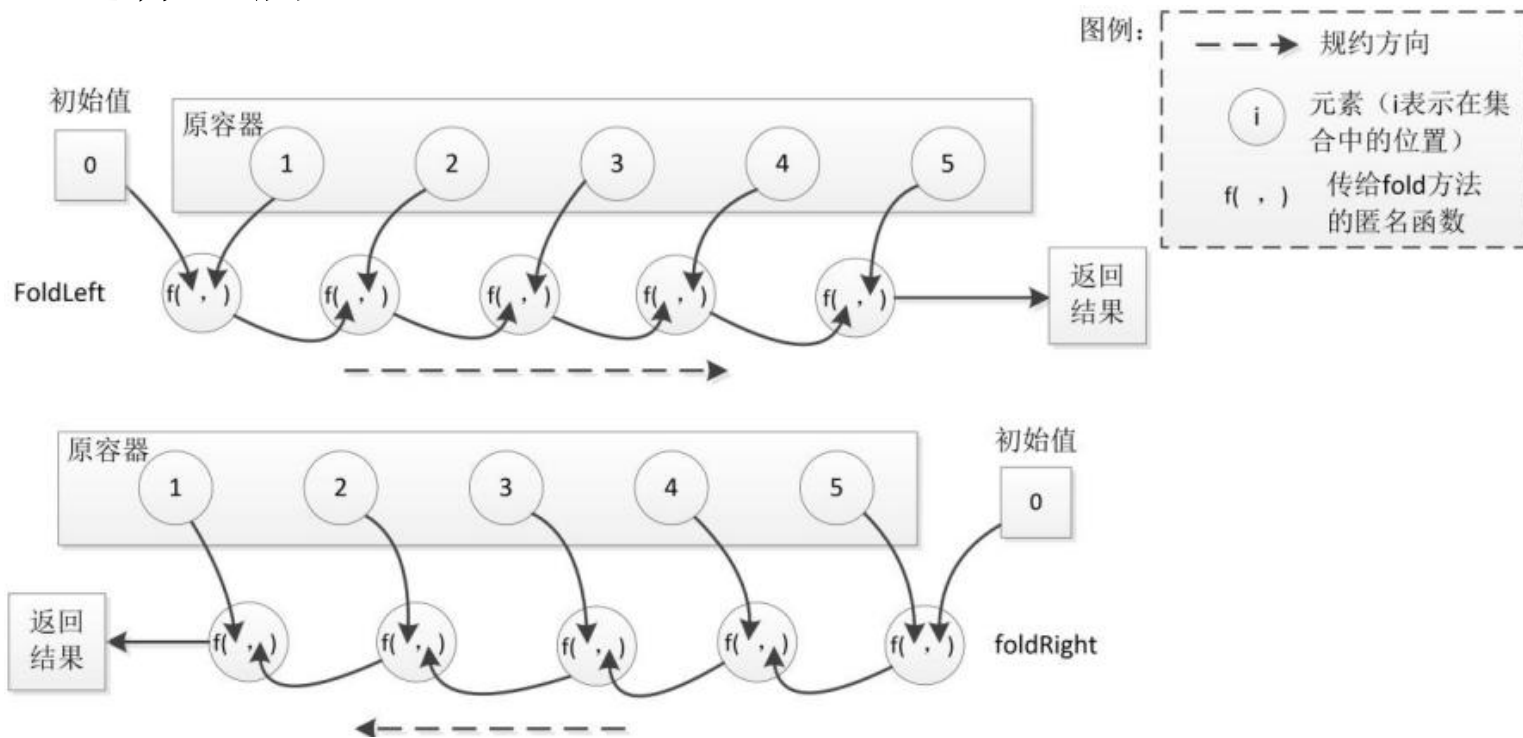 图例：
规约方向
i
元素（i表示在集
合中的位置）
f( , )
传给fold方法
的匿名函数
初始值
0
原容器
1 2 3 4 5
FoldLeft
f( , ) f( , ) f( , ) f( , ) f( , )
返回
结果
原容器
1 2 3 4 5
初始值
0
返回
结果
f( , ) f( , ) f( , ) f( , ) f( , )
foldRight